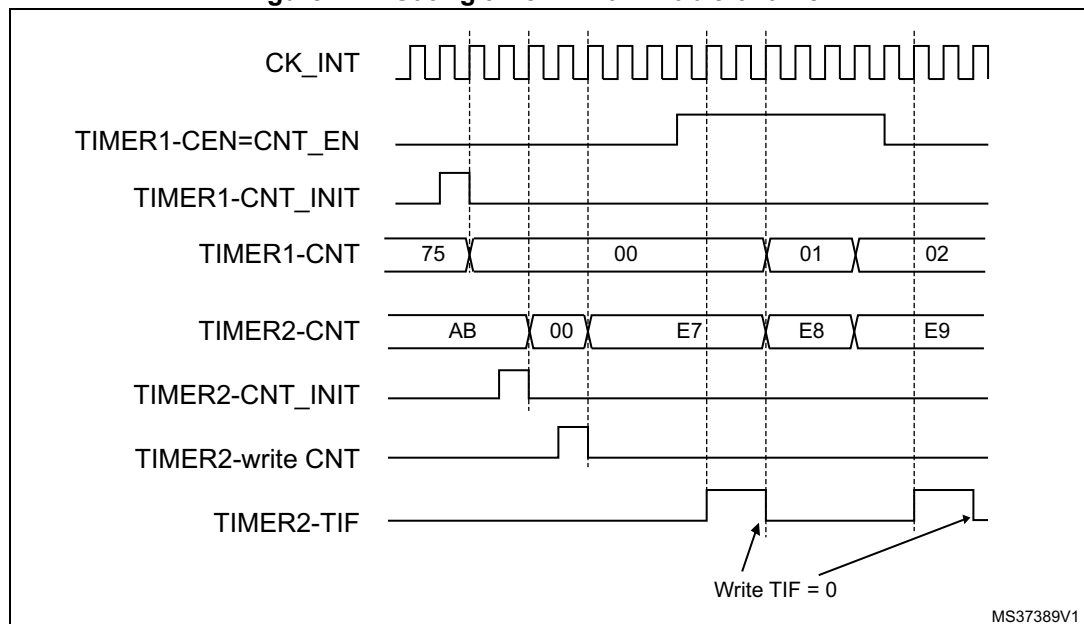 CK_INT
TIMER1-CEN=CNT_EN
TIMER1-CNT_INIT
TIMER1-CNT 75 00 01 02
TIMER2-CNT AB 00 E7 E8 E9
TIMER2-CNT_INIT
TIMER2-write CNT
TIMER2-TIF
Write TIF = 0
MS37389V1